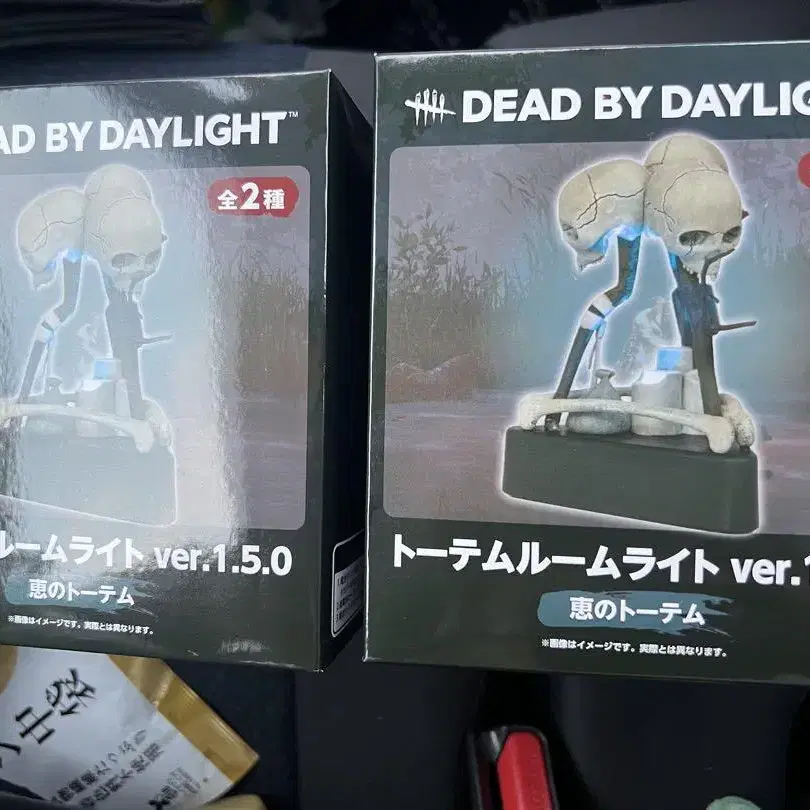 AD BY DAYLIGHT™
全2種
ルームライト ver.1.5.0
恵のトーテム
※画像はイメージです。実際とは異なります。
DEAD BY DAYLIG
トーテムルームライト ver.1
恵のトーテム
※画像はイメージです。実際とは異なります。